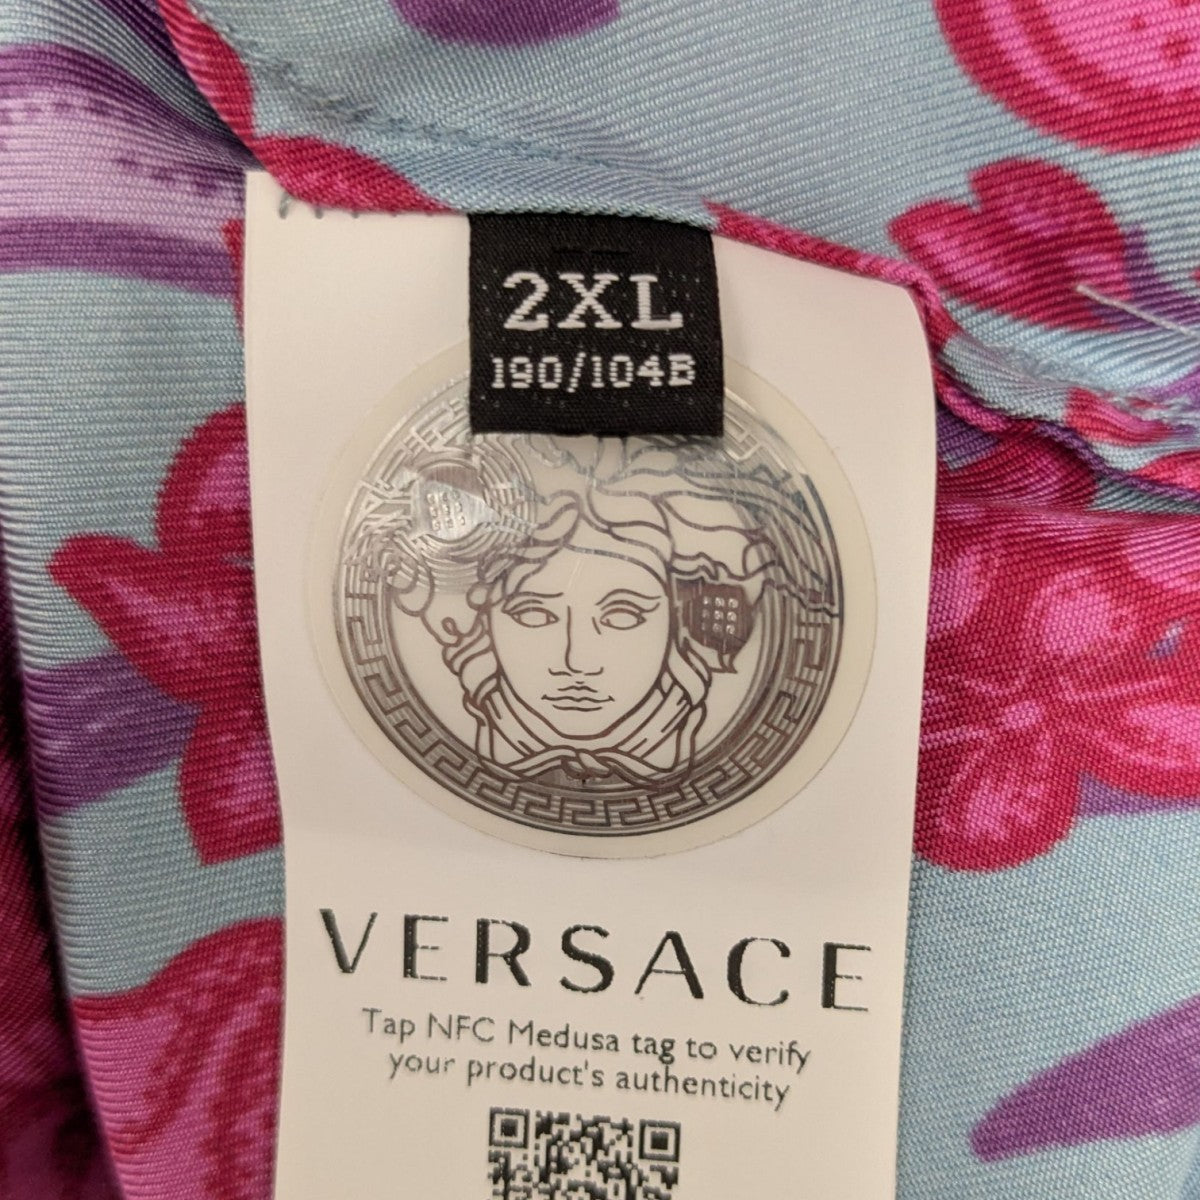 2XL
190/104B
VERSACE
Tap NFC Medusa tag to verify
your product's authenticity